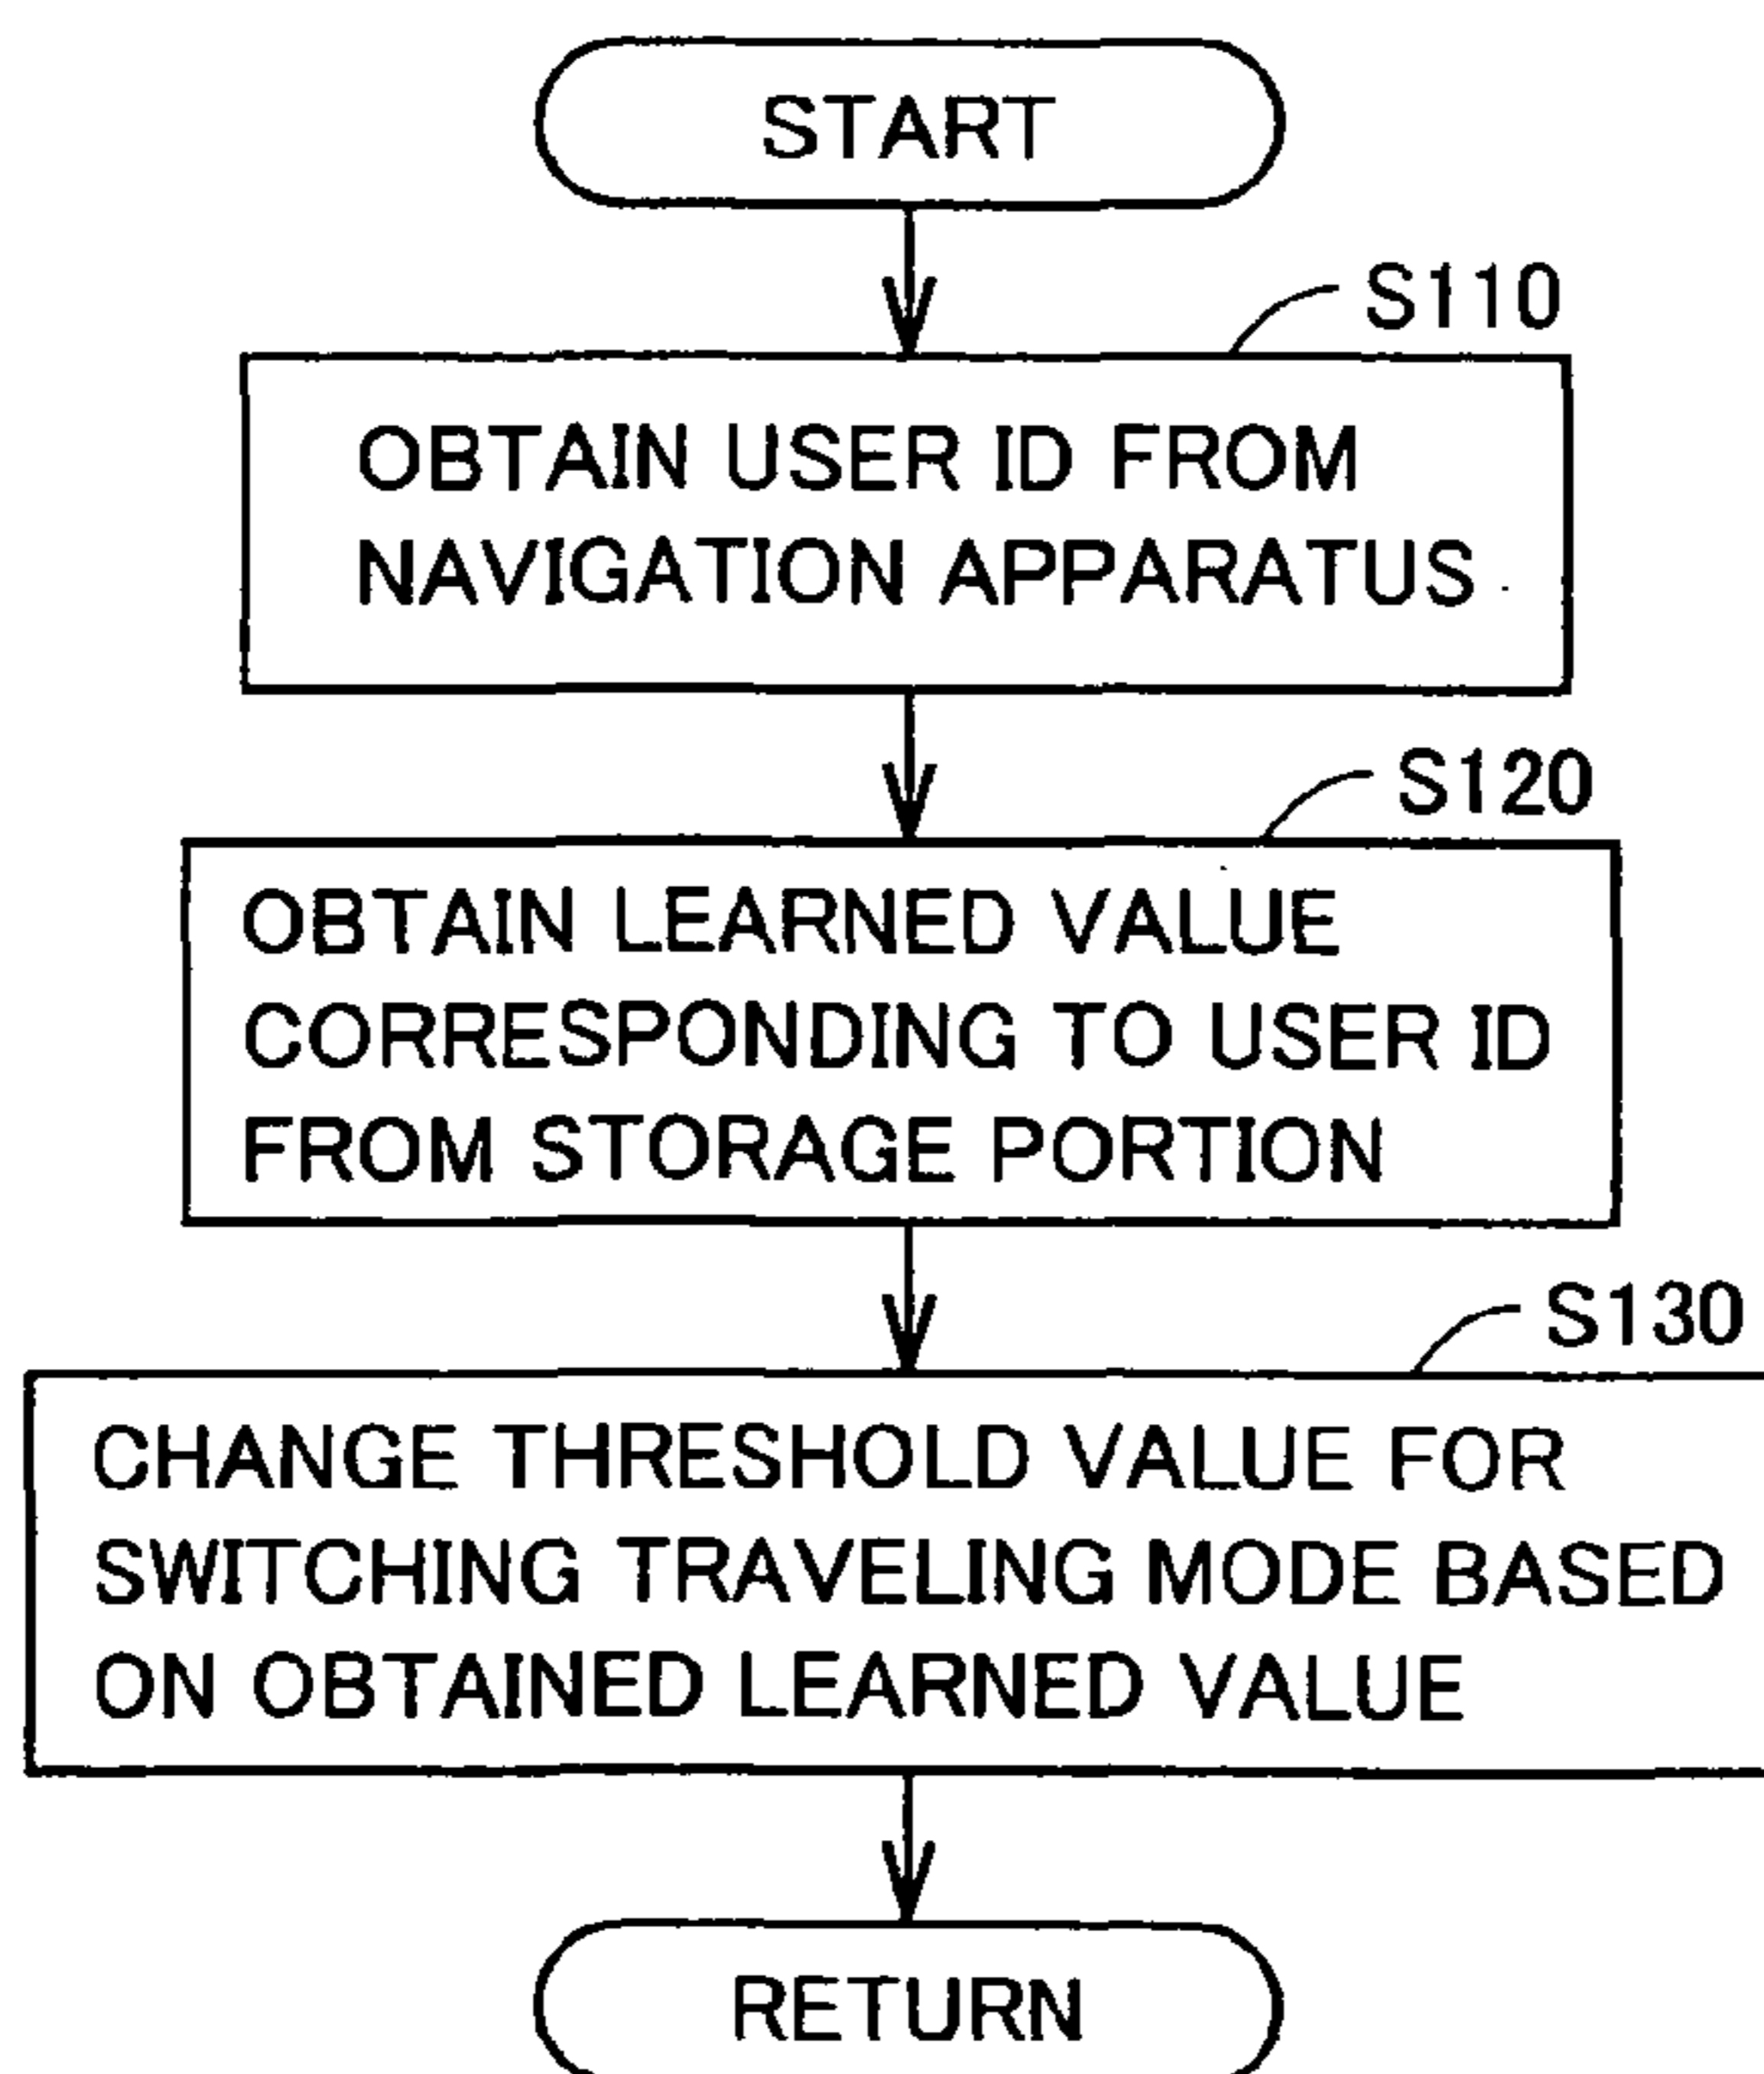 START
S110
OBTAIN USER ID FROM
NAVIGATION APPARATUS
S120
OBTAIN LEARNED VALUE
CORRESPONDING TO USER ID
FROM STORAGE PORTION
S130
CHANGE THRESHOLD VALUE FOR
SWITCHING TRAVELING MODE BASED
ON OBTAINED LEARNED VALUE
RETURN